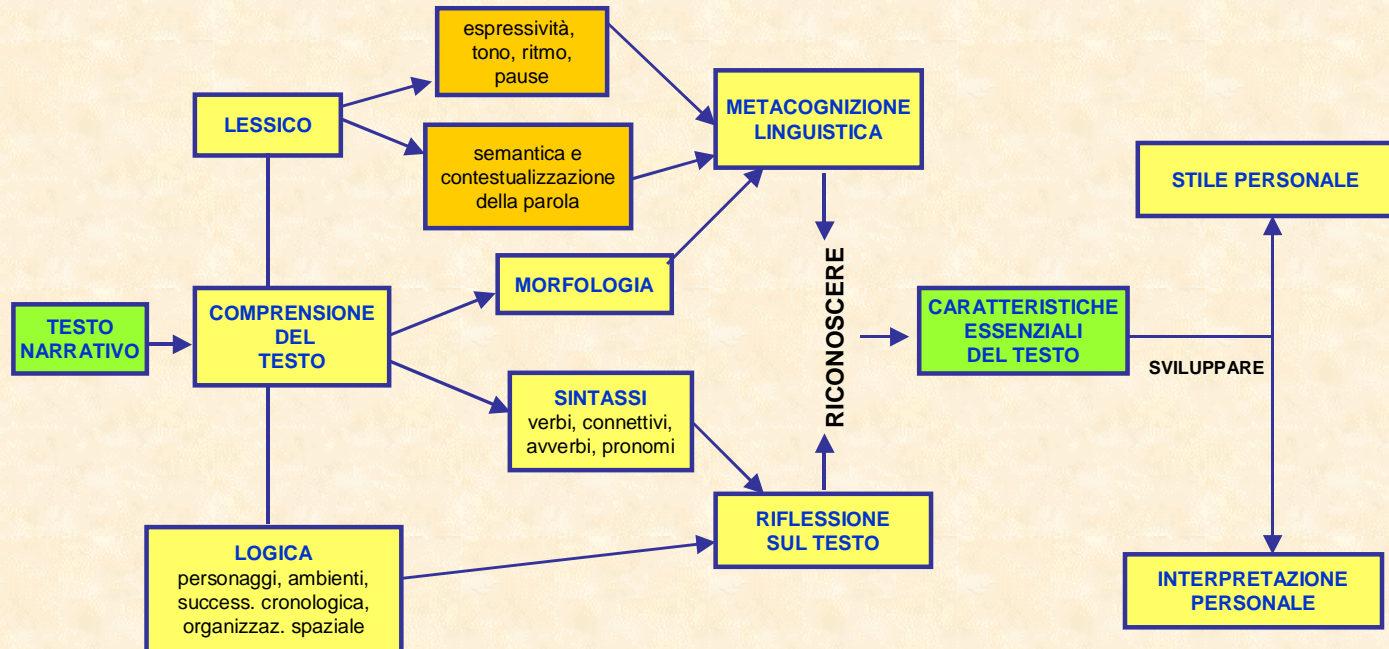 espressività,
tono, ritmo,
pause
LESSICO
METACOGNIZIONE
LINGUISTICA
semantica e
contestualizzazione
della parola
STILE PERSONALE
MORFOLOGIA
TESTO
NARRATIVO
COMPRENSIONE
DEL
TESTO
RICONOSCERE
CARATTERISTICHE
ESSENZIALI
DEL TESTO
SVILUPPARE
SINTASSI
verbi, connettivi,
avverbi, pronomi
RIFLESSIONE
SUL TESTO
LOGICA
personaggi, ambienti,
success. cronologica,
organizzaz. spaziale
INTERPRETAZIONE
PERSONALE